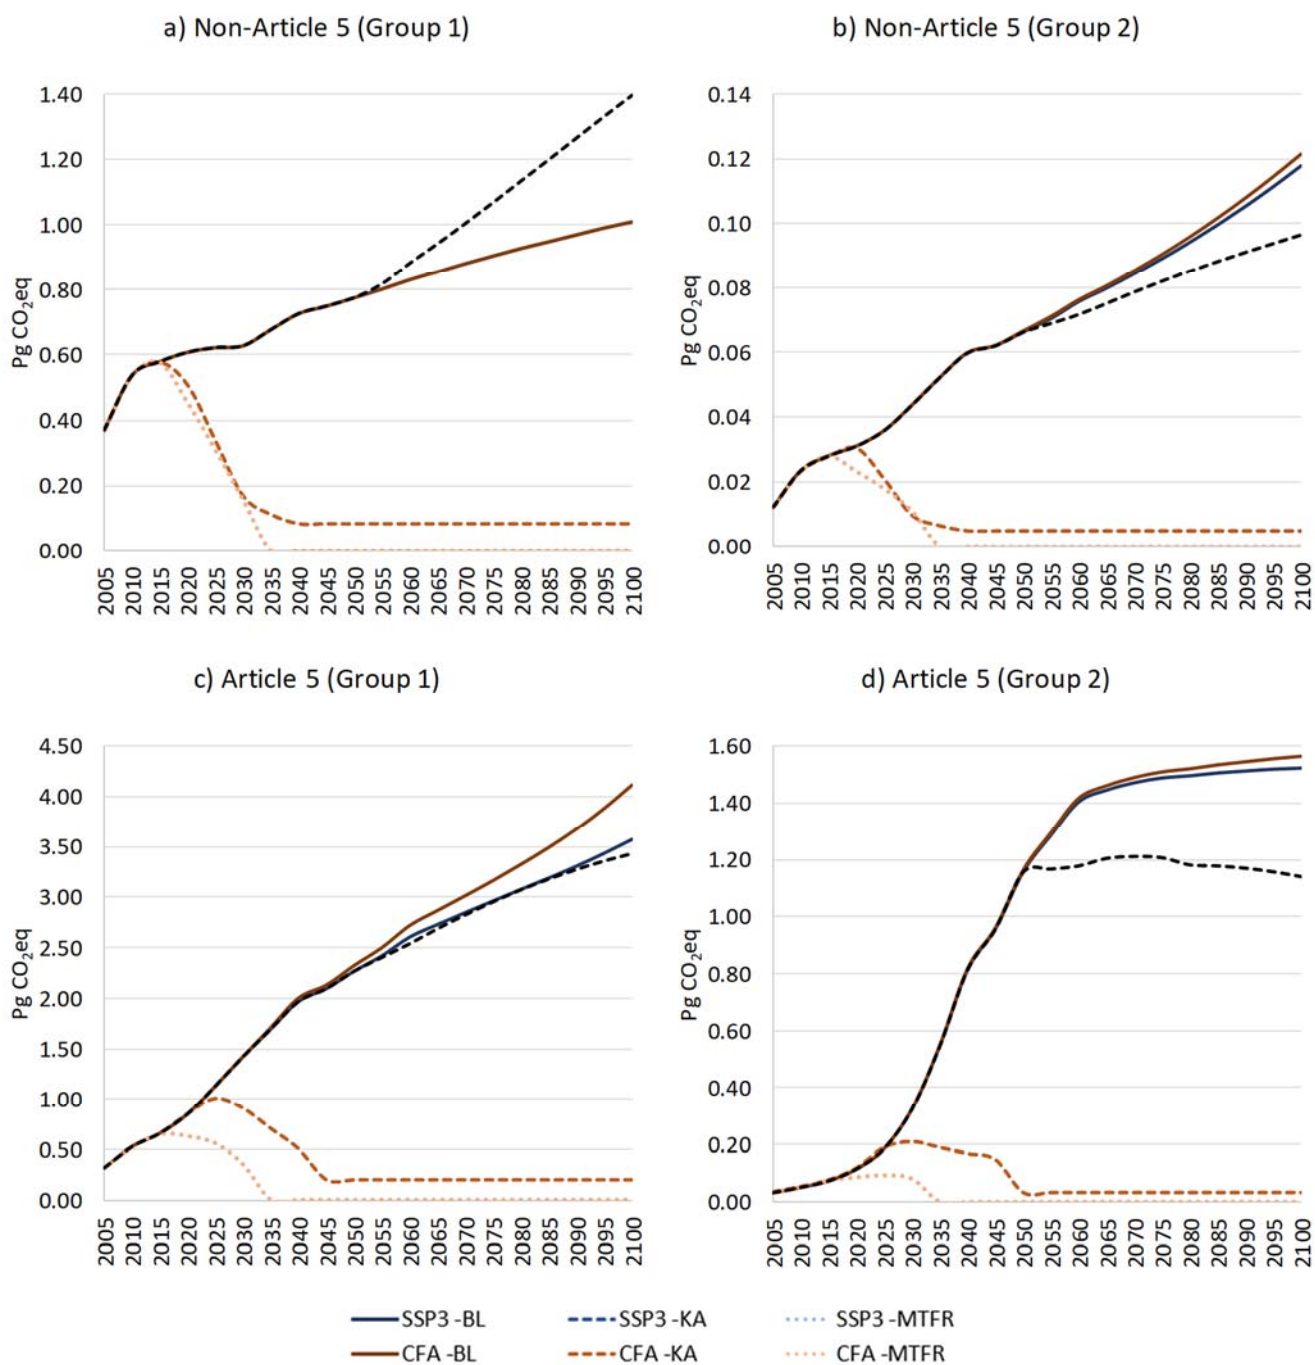 a) Non-Article 5 (Group 1)
b) Non-Article 5 (Group 2)
Pg CO₂eq
1.40
1.20
1.00
0.80
0.60
0.40
0.20
0.00
2005 2010 2015 2020 2025 2030 2035 2040 2045 2050 2055 2060 2065 2070 2075 2080 2085 2090 2095 2100
Pg CO₂eq
0.14
0.12
0.10
0.08
0.06
0.04
0.02
0.00
2005 2010 2015 2020 2025 2030 2035 2040 2045 2050 2055 2060 2065 2070 2075 2080 2085 2090 2095 2100
c) Article 5 (Group 1)
d) Article 5 (Group 2)
Pg CO₂eq
4.50
4.00
3.50
3.00
2.50
2.00
1.50
1.00
0.50
0.00
2005 2010 2015 2020 2025 2030 2035 2040 2045 2050 2055 2060 2065 2070 2075 2080 2085 2090 2095 2100
Pg CO₂eq
1.60
1.40
1.20
1.00
0.80
0.60
0.40
0.20
0.00
2005 2010 2015 2020 2025 2030 2035 2040 2045 2050 2055 2060 2065 2070 2075 2080 2085 2090 2095 2100
SSP3 -BL SSP3 -KA SSP3 -MTFR
CFA -BL CFA -KA CFA -MTFR